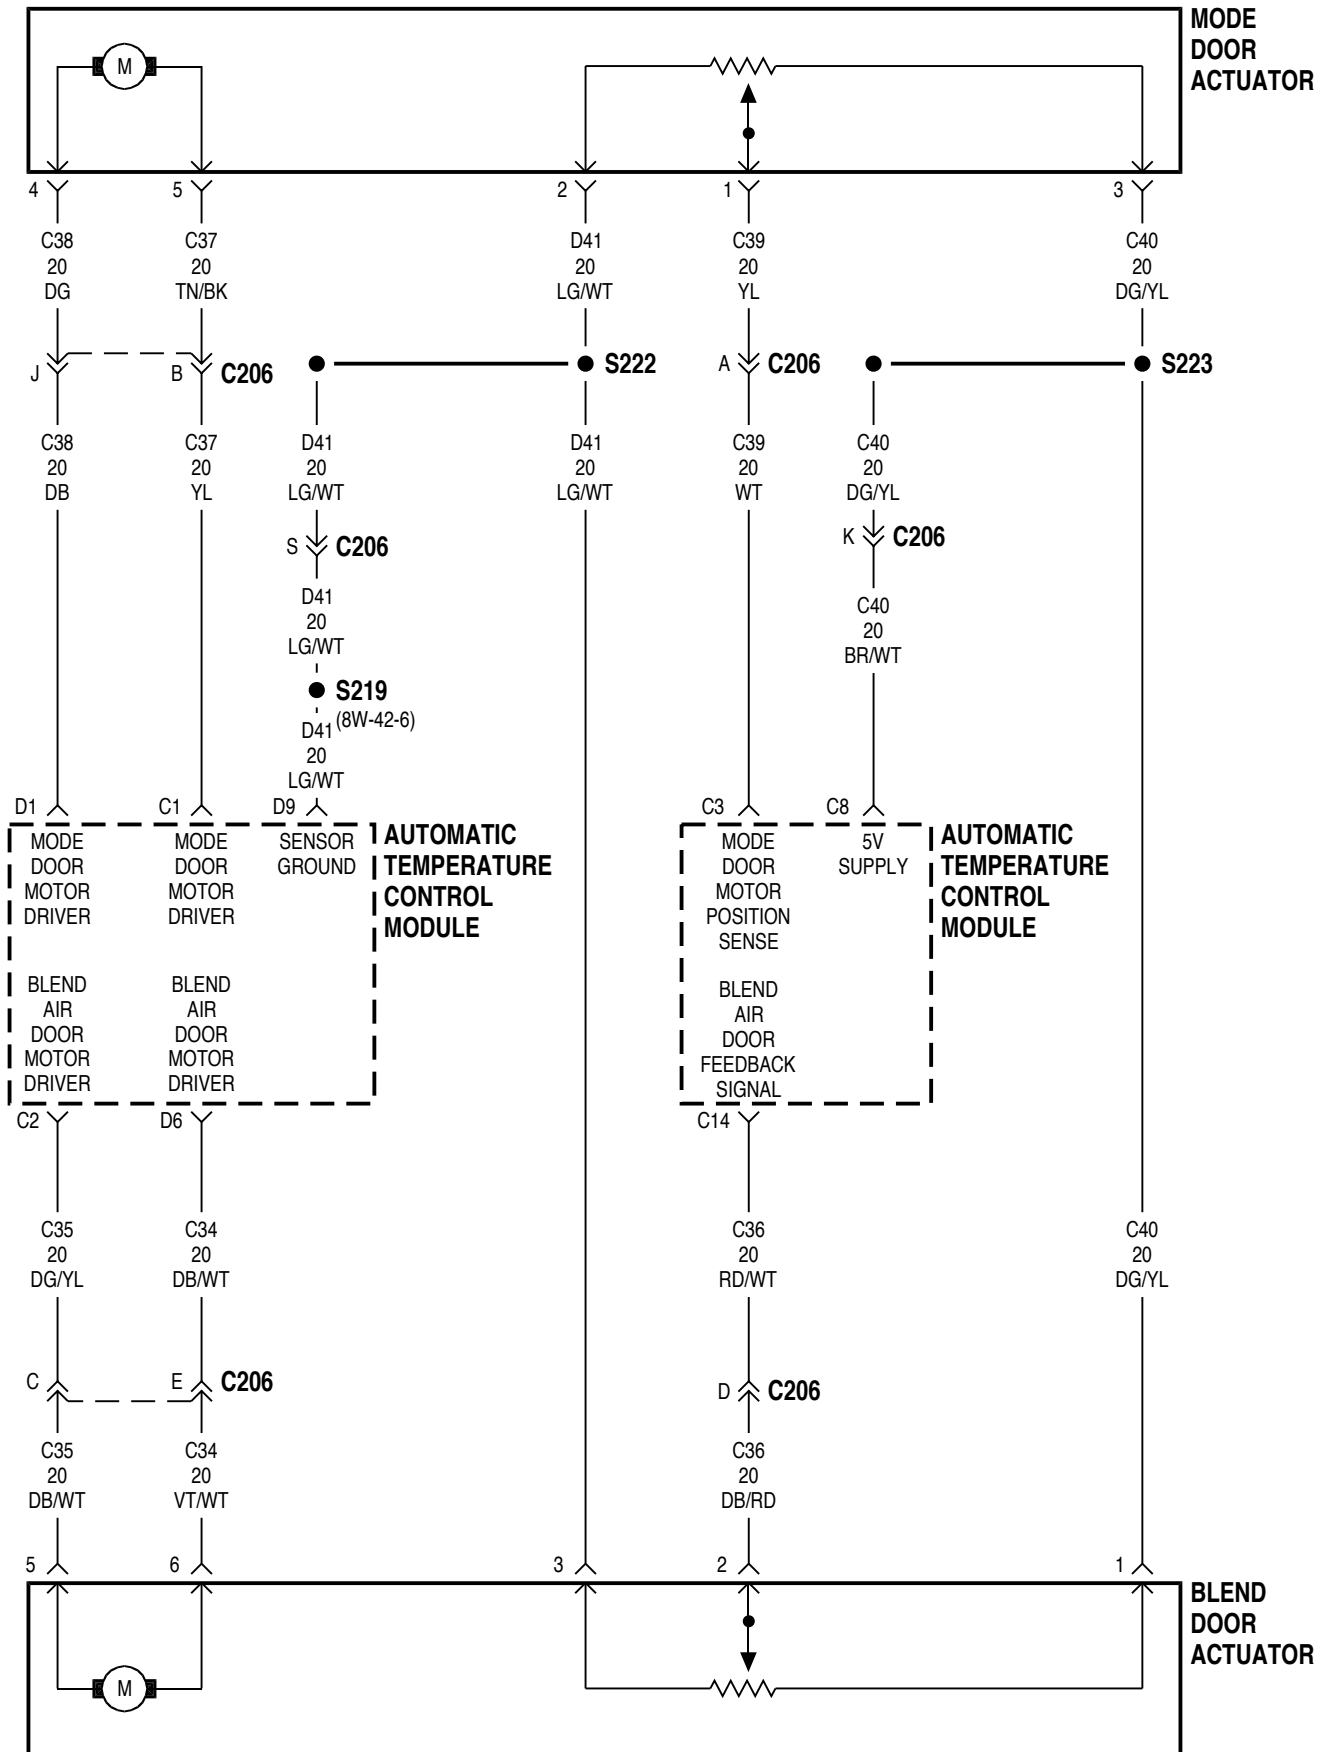 MODE
DOOR
ACTUATOR
M
4 5 2 1 3
C38 C37 D41 C39 C40
20 20 20 20 20
DG TN/BK LG/WT YL DG/YL
J B C206 S222 A C206 S223
C38 C37 D41 D41 C39 C40
20 20 20 20 20 20
DB YL LG/WT LG/WT WT DG/YL
S C206 K C206
D41 C40
20 20
LG/WT BR/WT
S219
(8W-42-6)
D41
20
LG/WT
D1 C1 D9 C3 C8
MODE
DOOR
MOTOR
DRIVER
MODE
DOOR
MOTOR
DRIVER
SENSOR
GROUND
AUTOMATIC
TEMPERATURE
CONTROL
MODULE
MODE
DOOR
MOTOR
POSITION
SENSE
5V
SUPPLY
AUTOMATIC
TEMPERATURE
CONTROL
MODULE
BLEND
AIR
DOOR
MOTOR
DRIVER
BLEND
AIR
DOOR
MOTOR
DRIVER
BLEND
AIR
DOOR
FEEDBACK
SIGNAL
C2 D6 C14
C35 C34 C36 C40
20 20 20 20
DG/YL DB/WT RD/WT DG/YL
C E C206 D C206
C35 C34 C36
20 20 20
DB/WT VT/WT DB/RD
5 6 3 2 1
BLEND
DOOR
ACTUATOR
M